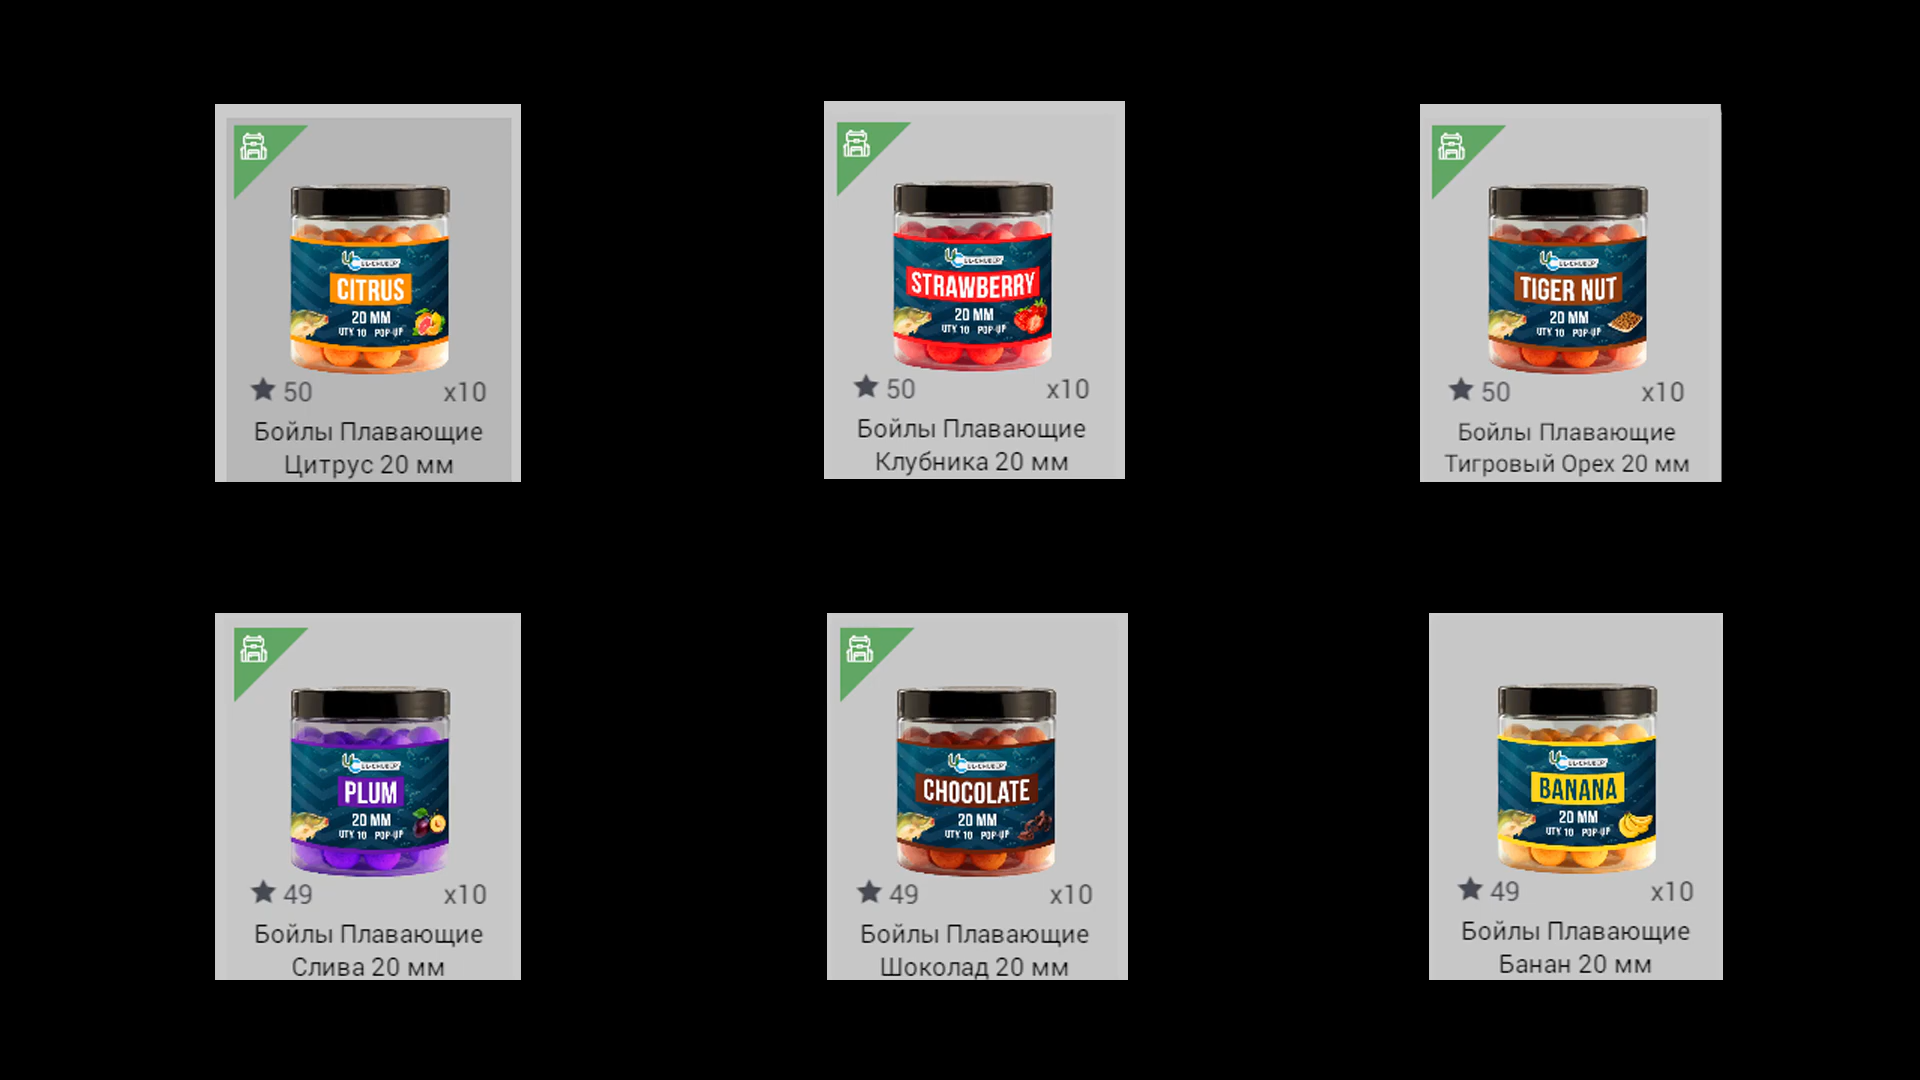 CITRUS
20 MM
QTY 10 POP-UP
50 x10
Бойлы Плавающие
Цитрус 20 мм
STRAWBERRY
20 MM
QTY 10 POP-UP
50 x10
Бойлы Плавающие
Клубника 20 мм
TIGER NUT
20 MM
QTY 10 POP-UP
50 x10
Бойлы Плавающие
Тигровый Орех 20 мм
PLUM
20 MM
QTY 10 POP-UP
49 x10
Бойлы Плавающие
Слива 20 мм
CHOCOLATE
20 MM
QTY 10 POP-UP
49 x10
Бойлы Плавающие
Шоколад 20 мм
BANANA
20 MM
QTY 10 POP-UP
49 x10
Бойлы Плавающие
Банан 20 мм